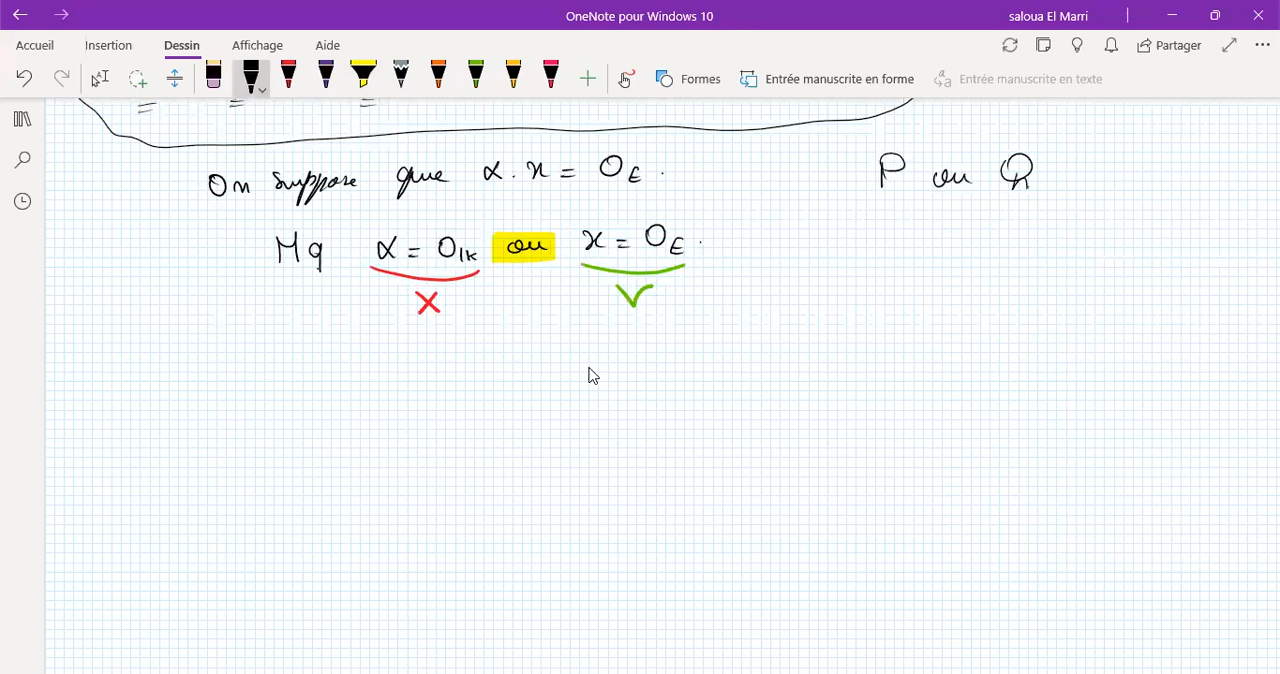 OneNote pour Windows 10
saloua El Marri
Accueil Insertion Dessin Affichage Aide
Partager
Formes
Entrée manuscrite en forme
Entrée manuscrite en texte
On suppose que α . x = 0_E .
P ou Q
Mq α = 0_𝕂 ou x = 0_E .